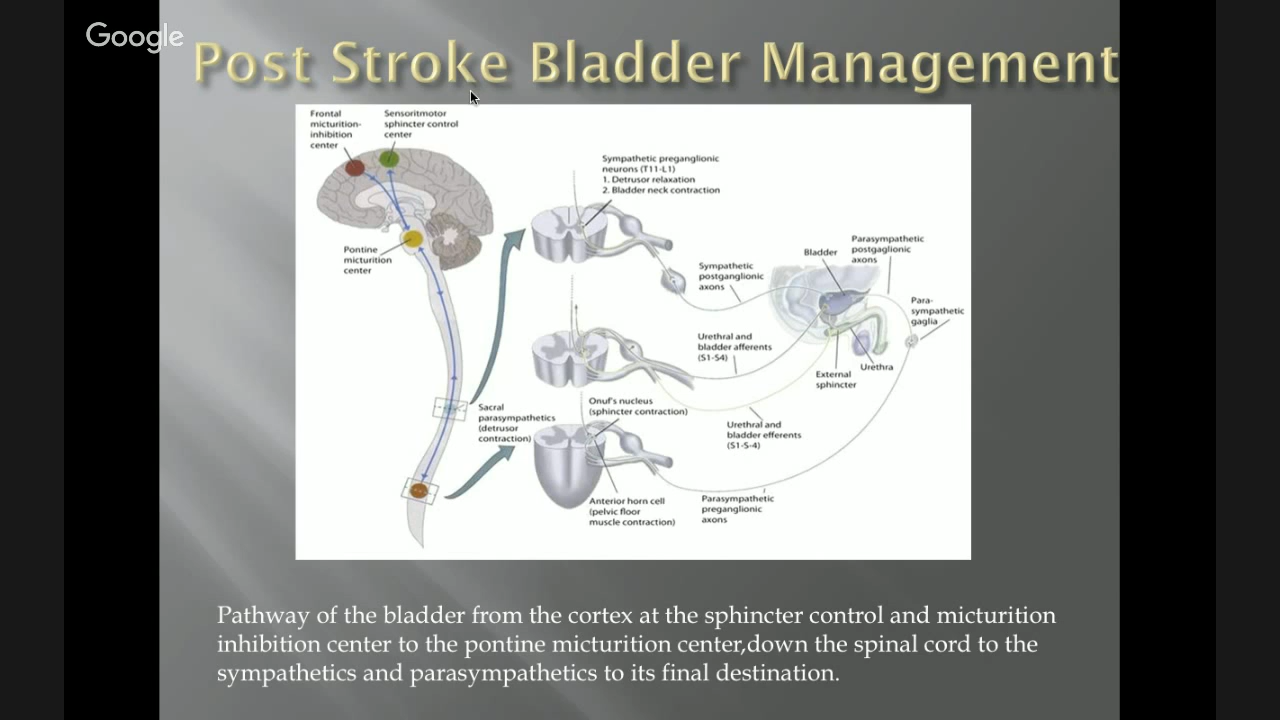 Google
Post Stroke Bladder Management
Frontal
micturition-
inhibition
center
Sensoritmotor
sphincter control
center
Pontine
micturition
center
Sympathetic preganglionic
neurons (T11-L1)
1. Detrusor relaxation
2. Bladder neck contraction
Sympathetic
postganglionic
axons
Bladder
Parasympathetic
postgaglionic
axons
Para-
sympathetic
gaglia
Urethral and
bladder afferents
(S1-S4)
External
sphincter
Urethra
Sacral
parasympathetics
(detrusor
contraction)
Onuf's nucleus
(sphincter contraction)
Urethral and
bladder efferents
(S1-S-4)
Anterior horn cell
(pelvic floor
muscle contraction)
Parasympathetic
preganglionic
axons
Pathway of the bladder from the cortex at the sphincter control and micturition
inhibition center to the pontine micturition center,down the spinal cord to the
sympathetics and parasympathetics to its final destination.